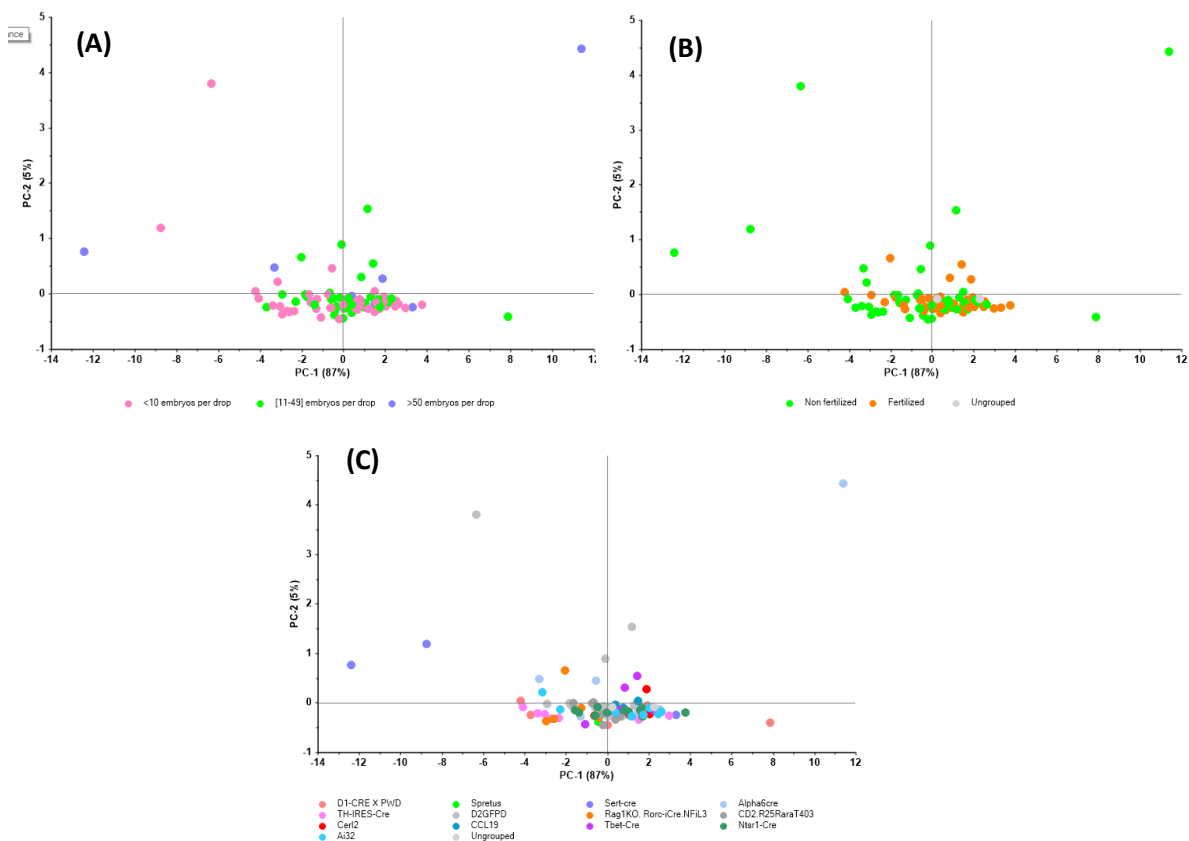 ance
(A)
5
4
3
2
1
0
-1
PC-2 (5%)
-14 -12 -10 -8 -6 -4 -2 0 2 4 6 8 10 12
PC-1 (87%)
<10 embryos per drop [11-49] embryos per drop >50 embryos per drop
(B)
5
4
3
2
1
0
-1
PC-2 (5%)
-14 -12 -10 -8 -6 -4 -2 0 2 4 6 8 10 12
PC-1 (87%)
Non fertilized Fertilized Ungrouped
(C)
5
4
3
2
1
0
-1
PC-2 (5%)
-14 -12 -10 -8 -6 -4 -2 0 2 4 6 8 10 12
PC-1 (87%)
D1-CRE X PWD Spretus Sert-cre Alpha6cre
TH-IRES-Cre D2GFPD Rag1KO. Rorc-iCre.NFiL3 CD2.R25RaraT403
Cerl2 CCL19 Tbet-Cre Ntsr1-Cre
Ai32 Ungrouped